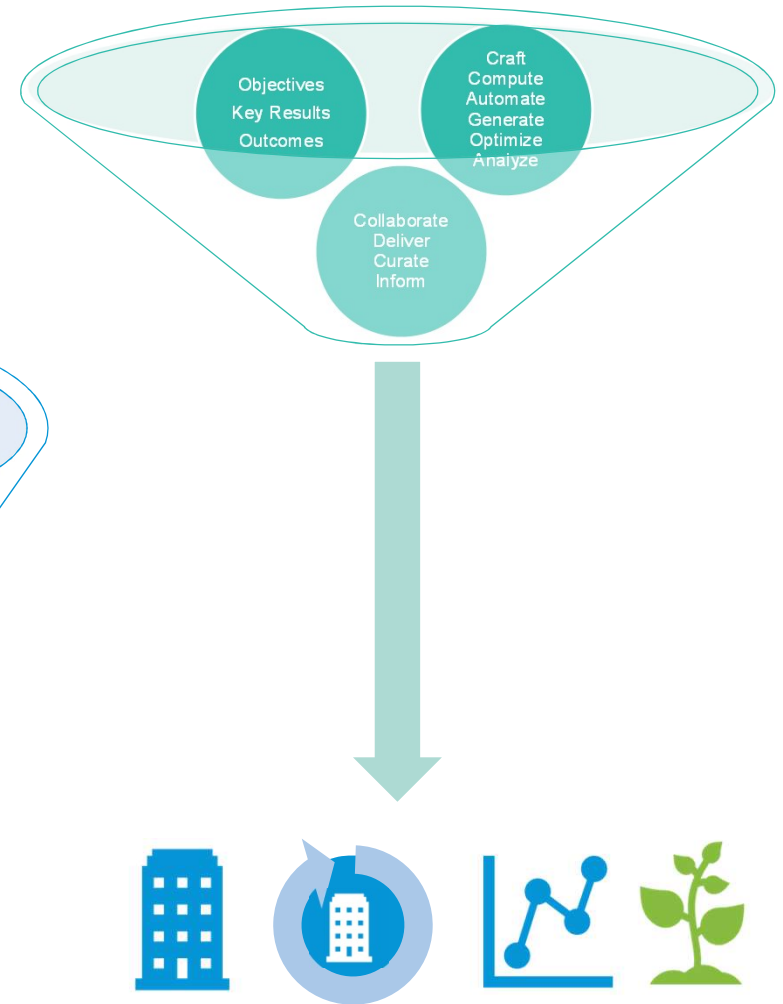 Objectives
Key Results
Outcomes
Craft
Compute
Automate
Generate
Optimize
Analyze
Collaborate
Deliver
Curate
Inform